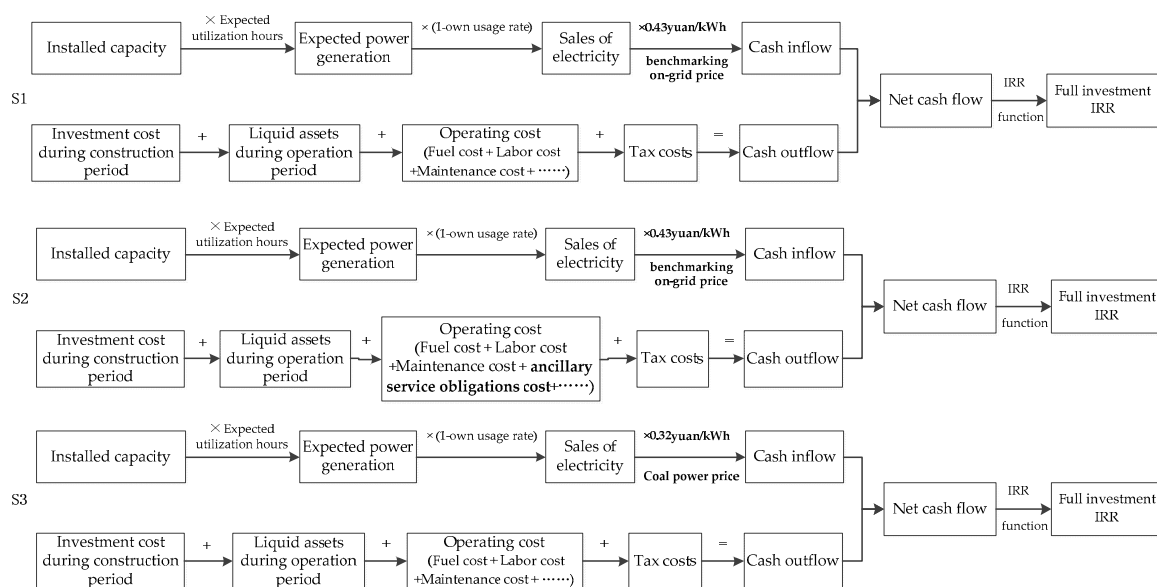 S1
Installed capacity
× Expected
utilization hours
Expected power
generation
× (1-own usage rate)
Sales of
electricity
×0.43yuan/kWh
benchmarking
on-grid price
Cash inflow
Investment cost
during construction
period
+
Liquid assets
during operation
period
+
Operating cost
(Fuel cost + Labor cost
+Maintenance cost + ······)
+
Tax costs
=
Cash outflow
Net cash flow
IRR
function
Full investment
IRR
S2
Installed capacity
× Expected
utilization hours
Expected power
generation
× (1-own usage rate)
Sales of
electricity
×0.43yuan/kWh
benchmarking
on-grid price
Cash inflow
Investment cost
during construction
period
+
Liquid assets
during operation
period
+
Operating cost
(Fuel cost + Labor cost
+Maintenance cost + ancillary
service obligations cost+······)
+
Tax costs
=
Cash outflow
Net cash flow
IRR
function
Full investment
IRR
S3
Installed capacity
× Expected
utilization hours
Expected power
generation
× (1-own usage rate)
Sales of
electricity
×0.32yuan/kWh
Coal power price
Cash inflow
Investment cost
during construction
period
+
Liquid assets
during operation
period
+
Operating cost
(Fuel cost + Labor cost
+Maintenance cost + ······)
+
Tax costs
=
Cash outflow
Net cash flow
IRR
function
Full investment
IRR